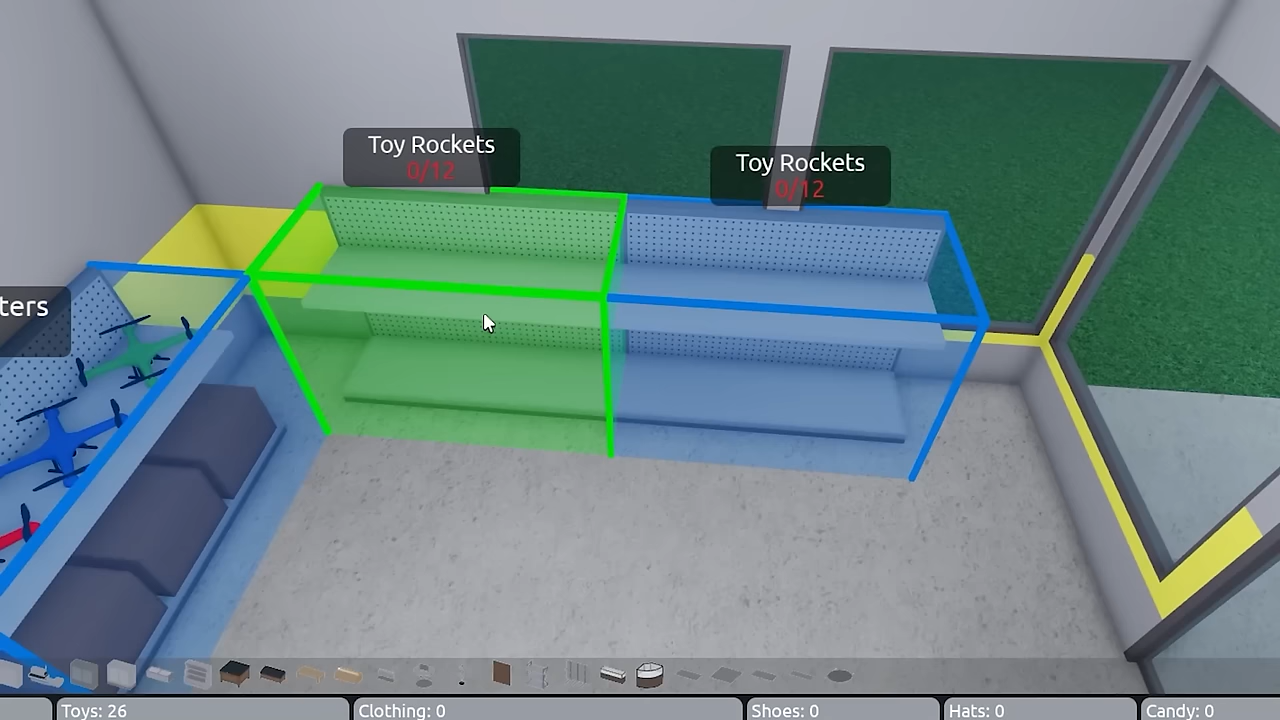 Toy Rockets
0/12
Toy Rockets
0/12
ters
Toys: 26
Clothing: 0
Shoes: 0
Hats: 0
Candy: 0